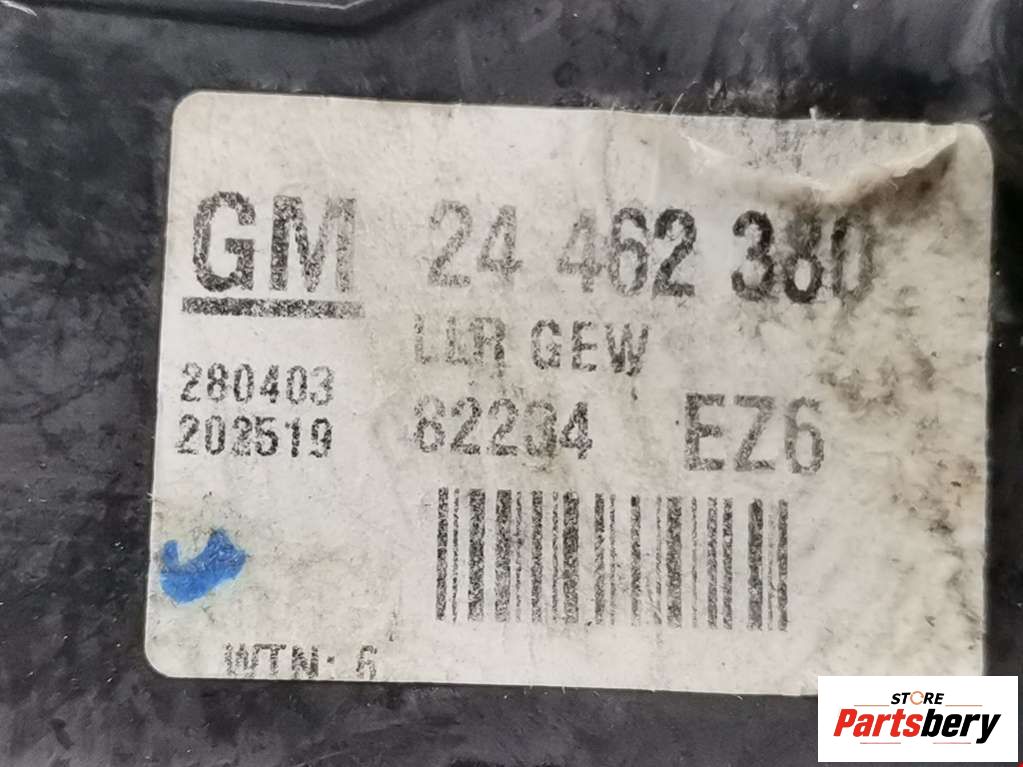 GM 24 462 380
LLR GEW
280403
202519
82234 EZ6
WTN: 6
STORE
Partsbery